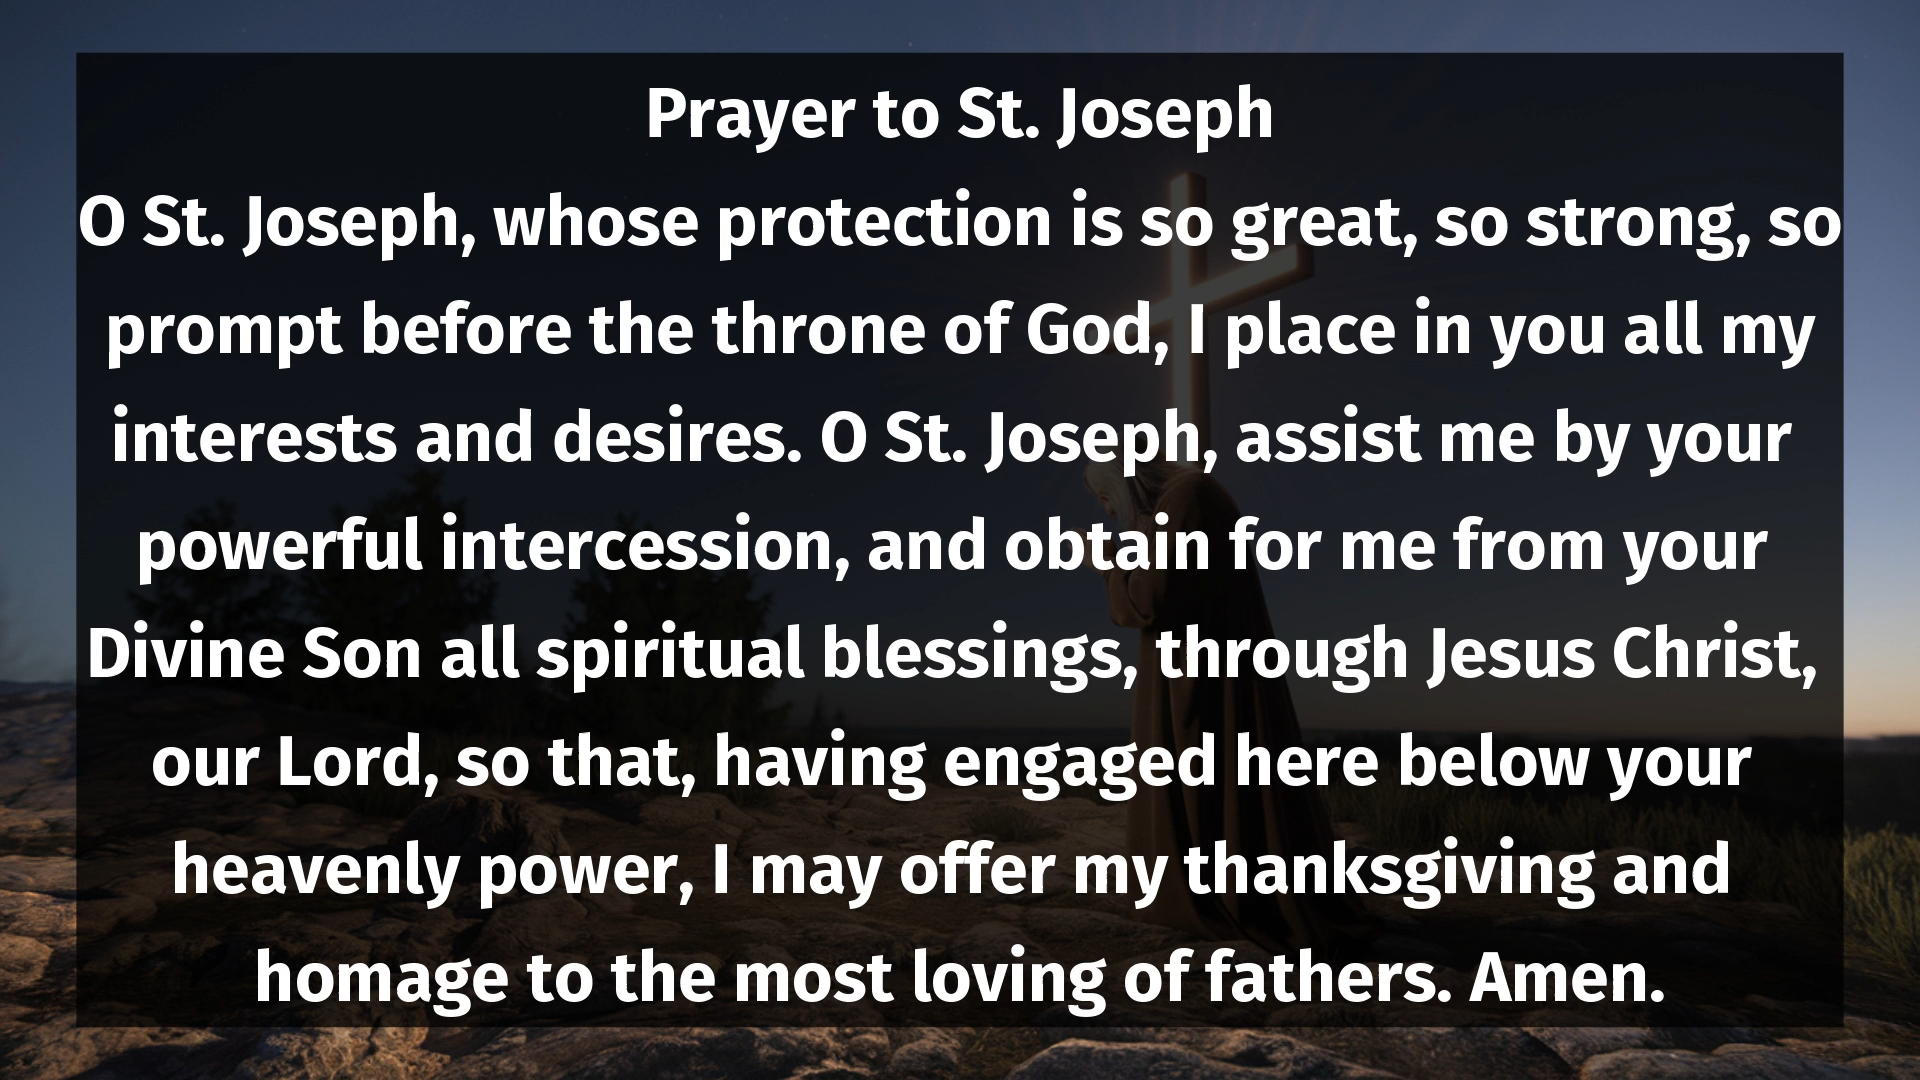 Prayer to St. Joseph
O St. Joseph, whose protection is so great, so strong, so
prompt before the throne of God, I place in you all my
interests and desires. O St. Joseph, assist me by your
powerful intercession, and obtain for me from your
Divine Son all spiritual blessings, through Jesus Christ,
our Lord, so that, having engaged here below your
heavenly power, I may offer my thanksgiving and
homage to the most loving of fathers. Amen.